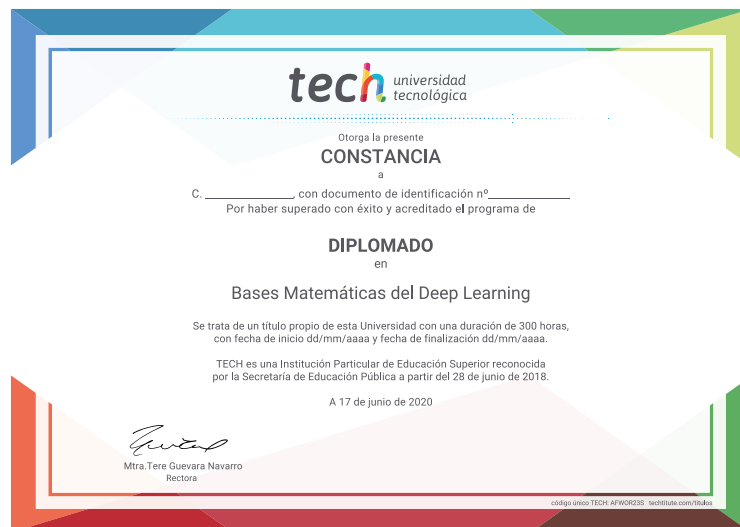 tech universidad
tecnológica
Otorga la presente
CONSTANCIA
a
C. ______________, con documento de identificación nº______________
Por haber superado con éxito y acreditado el programa de
DIPLOMADO
en
Bases Matemáticas del Deep Learning
Se trata de un título propio de esta Universidad con una duración de 300 horas,
con fecha de inicio dd/mm/aaaa y fecha de finalización dd/mm/aaaa.
TECH es una Institución Particular de Educación Superior reconocida
por la Secretaría de Educación Pública a partir del 28 de junio de 2018.
A 17 de junio de 2020
Mtra.Tere Guevara Navarro
Rectora
código único TECH: AFWOR23S techtitute.com/titulos